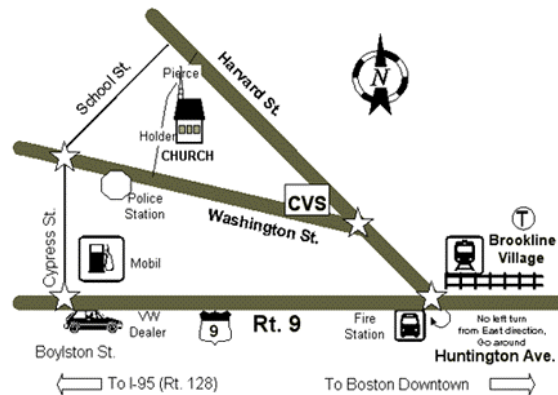 School St.
Pierce
Harvard St.
N
Holder
CHURCH
Police
Station
CVS
Washington St.
T
Brookline
Village
Cypress St.
Mobil
VW
Dealer
9
Rt. 9
Fire
Station
No left turn
from East direction,
Go around
Boylston St.
Huntington Ave.
To I-95 (Rt. 128)
To Boston Downtown